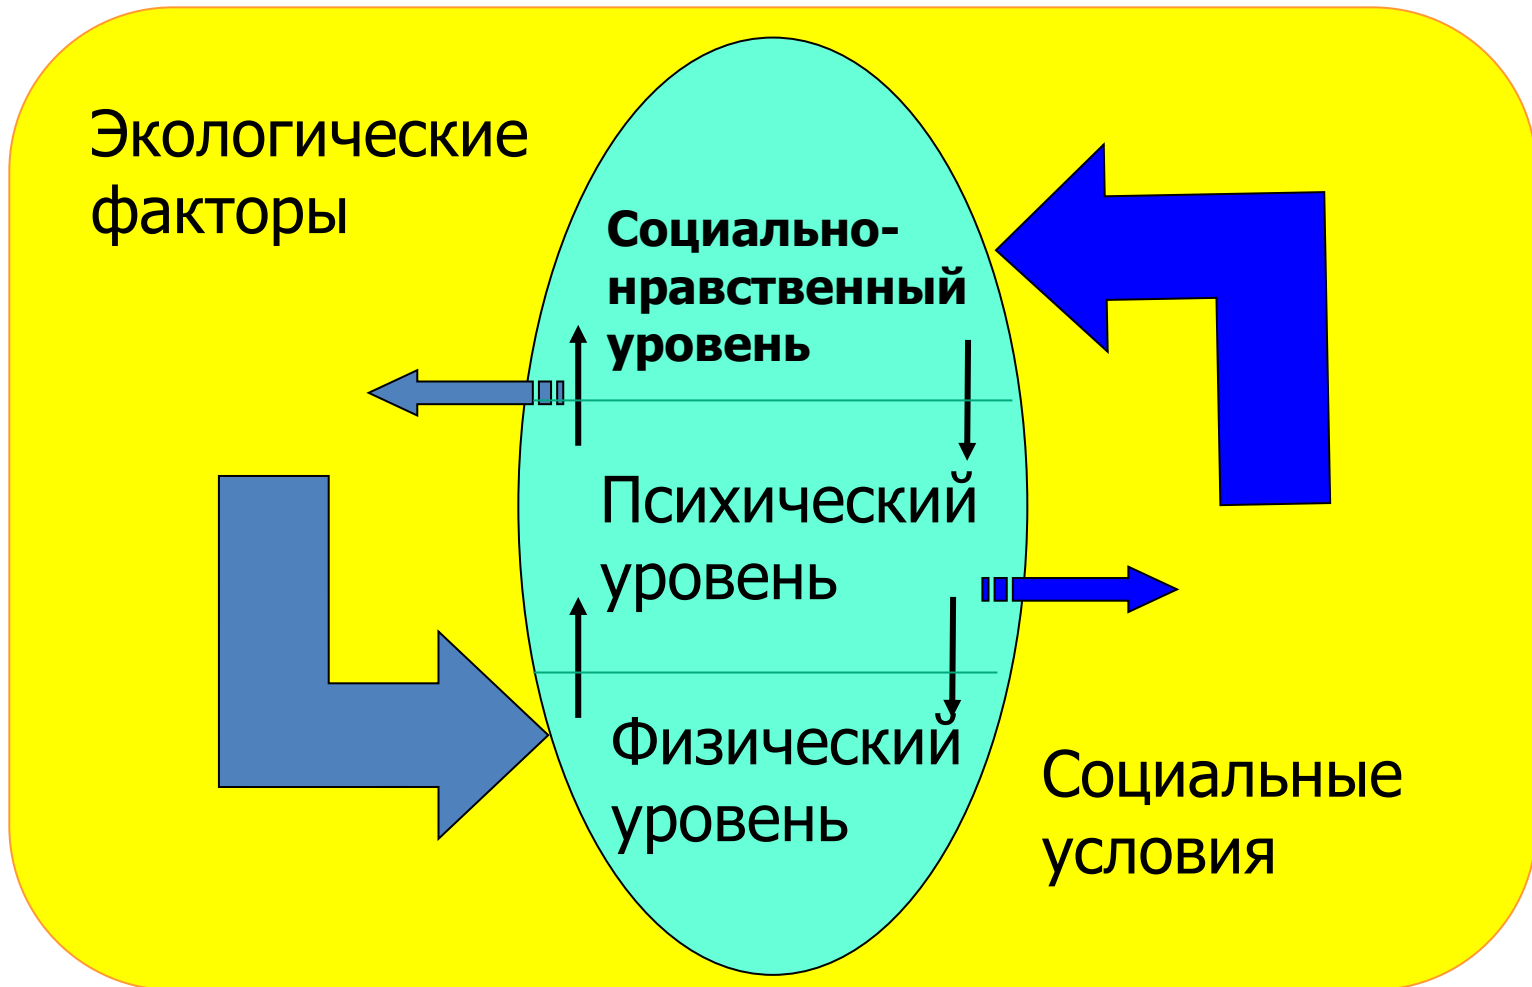 Экологические
факторы
Социально-
нравственный
уровень
Психический
уровень
Физический
уровень
Социальные
условия